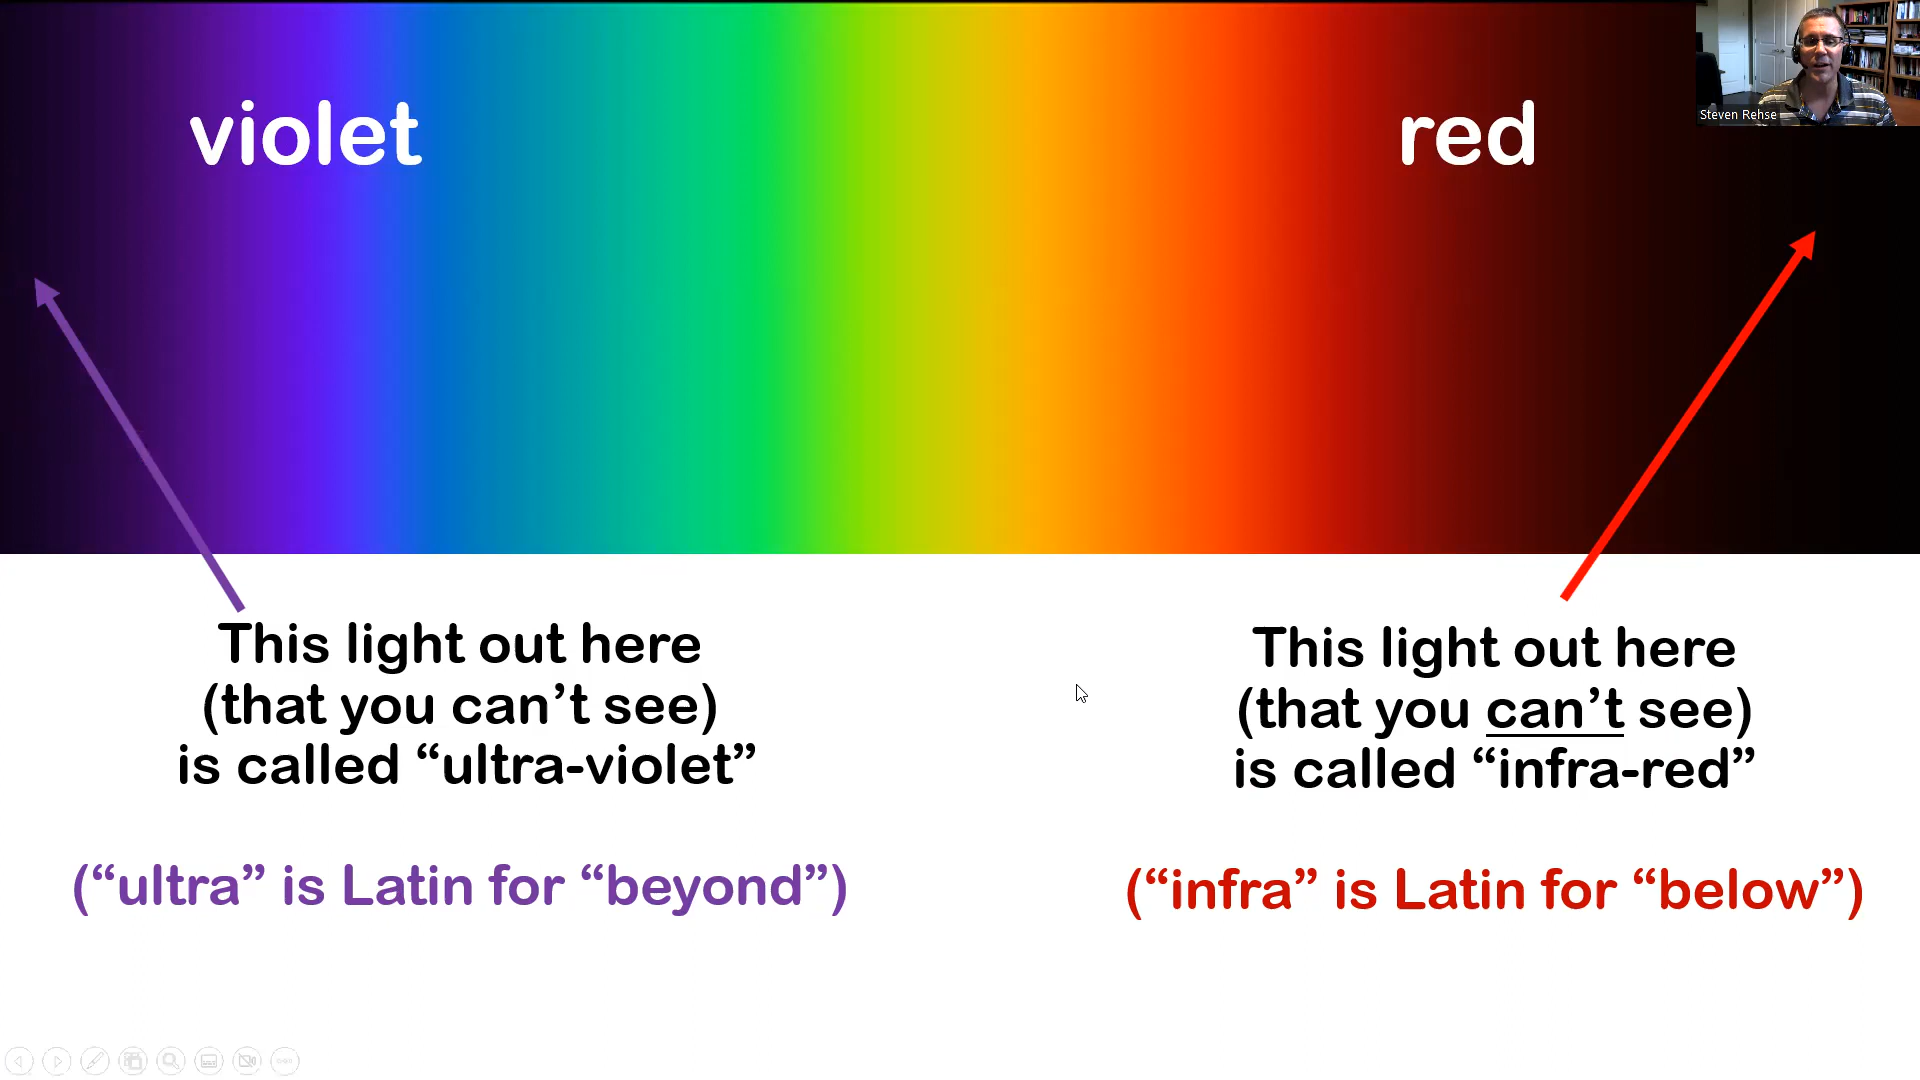 violet
red
Steven Rehse
This light out here
(that you can’t see)
is called “ultra-violet”
(“ultra” is Latin for “beyond”)
This light out here
(that you can’t see)
is called “infra-red”
(“infra” is Latin for “below”)